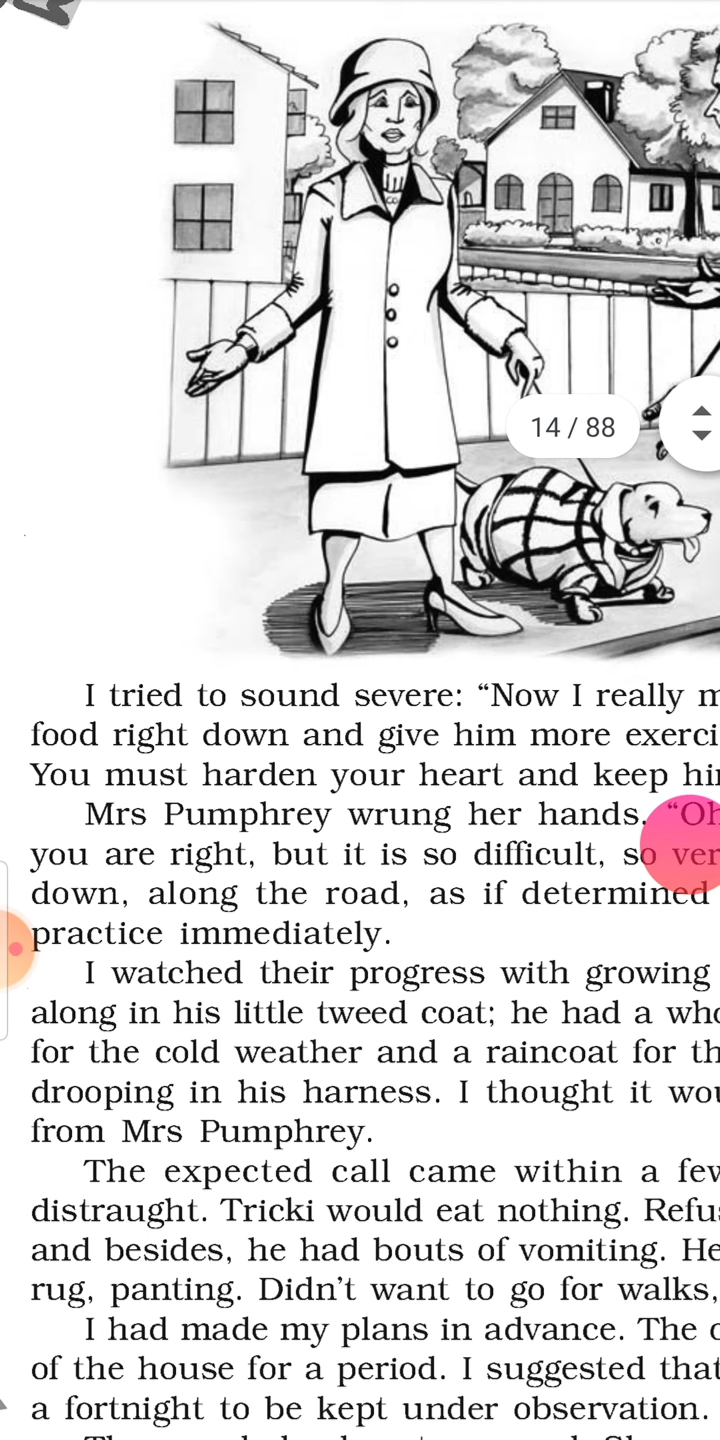 14 / 88
I tried to sound severe: “Now I really
food right down and give him more
You must harden your heart and keep
Mrs Pumphrey wrung her hands. “Oh
you are right, but it is so difficult, so
down, along the road, as if determined
practice immediately.
I watched their progress with growing
along in his little tweed coat; he had a
for the cold weather and a raincoat for
drooping in his harness. I thought it
from Mrs Pumphrey.
The expected call came within a few
distraught. Tricki would eat nothing.
and besides, he had bouts of vomiting. He
rug, panting. Didn’t want to go for walks,
I had made my plans in advance. The
of the house for a period. I suggested that
a fortnight to be kept under observation.